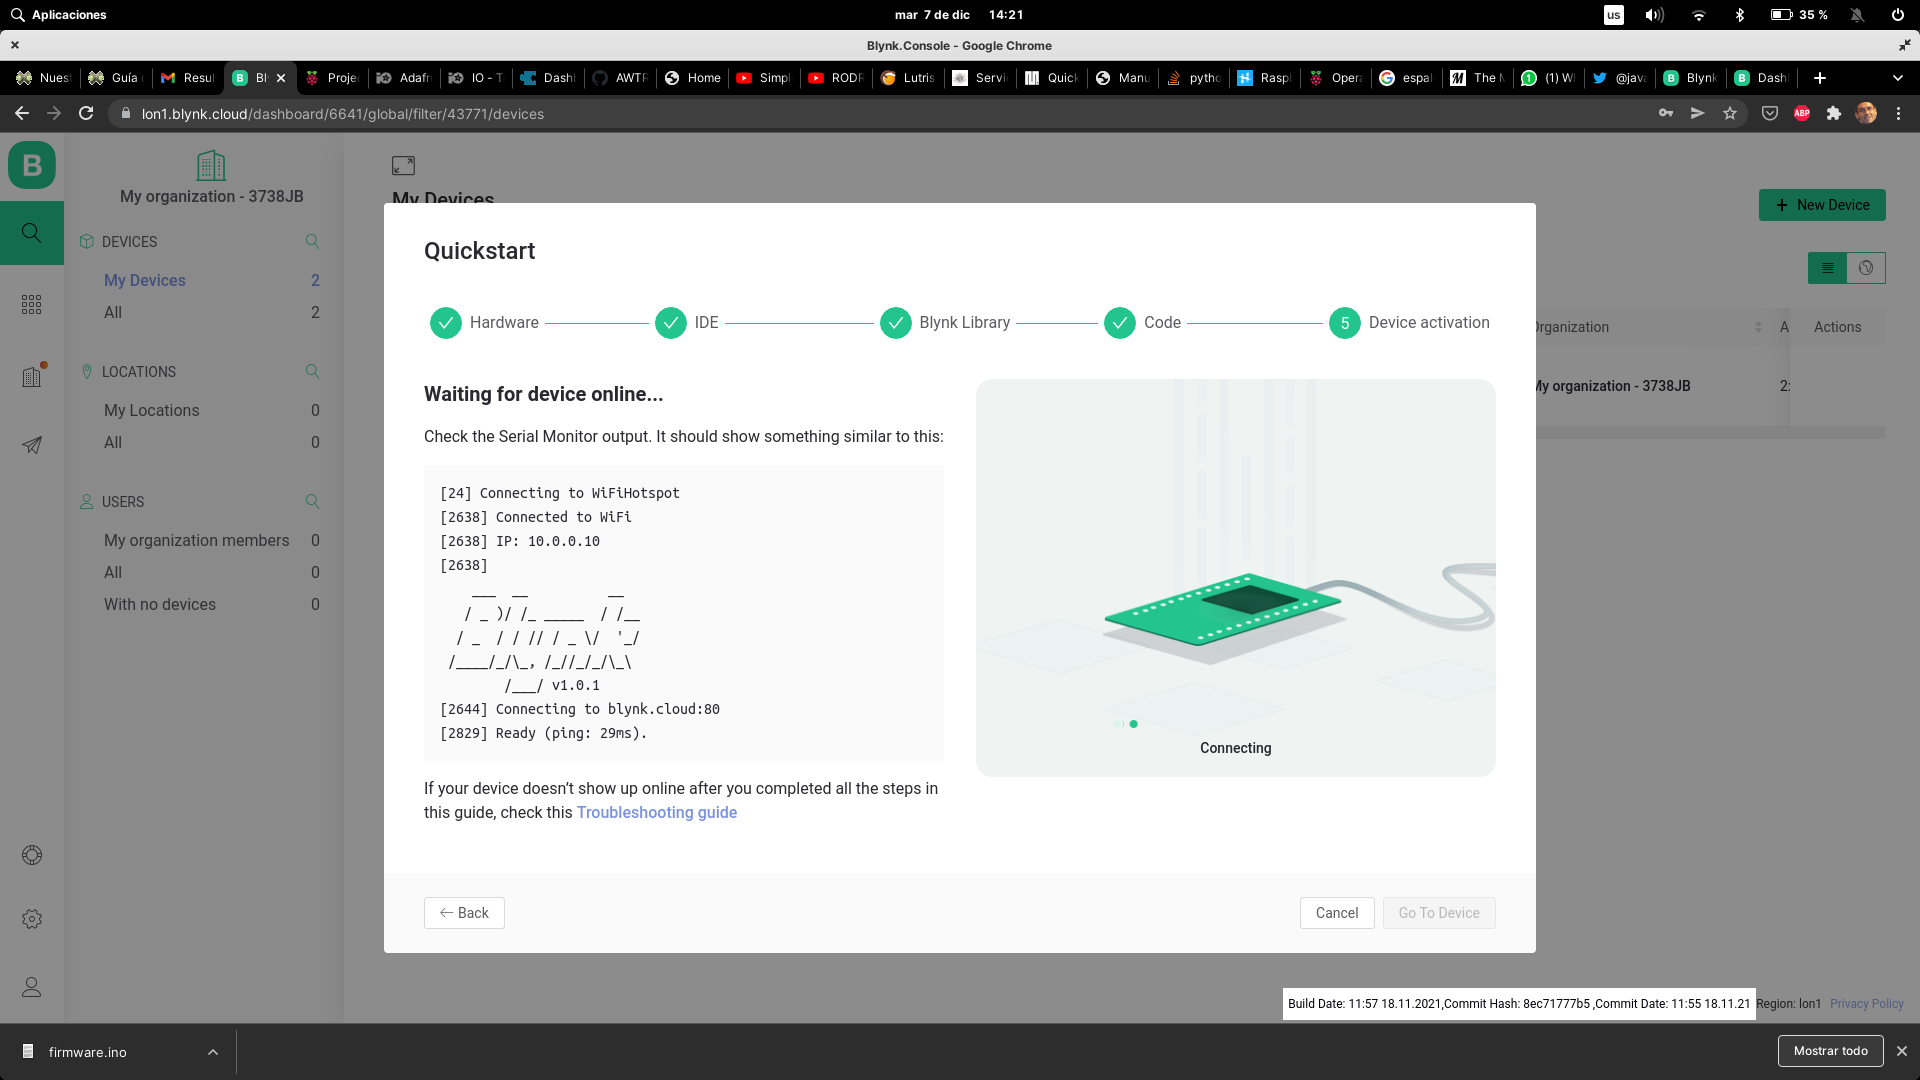 Aplicaciones
mar 7 de dic 14:21
us
35 %
Blynk.Console - Google Chrome
Nuest Guía Resu Bl Proje Adafr IO - T Dashl AWTR Home Simpl RODR Lutris Servi Quick Manu pytho Raspl Opera espal The M (1) W @java Blynk Dashl
lon1.blynk.cloud/dashboard/6641/global/filter/43771/devices
ABP
B
My organization - 3738JB
DEVICES
My Devices 2
All 2
LOCATIONS
My Locations 0
All 0
USERS
My organization members 0
All 0
With no devices 0
My Devices
New Device
Organization
A
Actions
My organization - 3738JB
2:
Quickstart
Hardware
IDE
Blynk Library
Code
5 Device activation
Waiting for device online...
Check the Serial Monitor output. It should show something similar to this:
[24] Connecting to WiFiHotspot
[2638] Connected to WiFi
[2638] IP: 10.0.0.10
[2638]
    ___  __          __
   / _ )/ /_ _____  / /__
  / _  / / // / _ \/  '_/
 /____/_/\_, /_//_/_/\_\
        /___/ v1.0.1
[2644] Connecting to blynk.cloud:80
[2829] Ready (ping: 29ms).
If your device doesn’t show up online after you completed all the steps in
this guide, check this Troubleshooting guide
Connecting
Back
Cancel
Go To Device
Build Date: 11:57 18.11.2021,Commit Hash: 8ec71777b5 ,Commit Date: 11:55 18.11.21
Region: lon1
Privacy Policy
firmware.ino
Mostrar todo